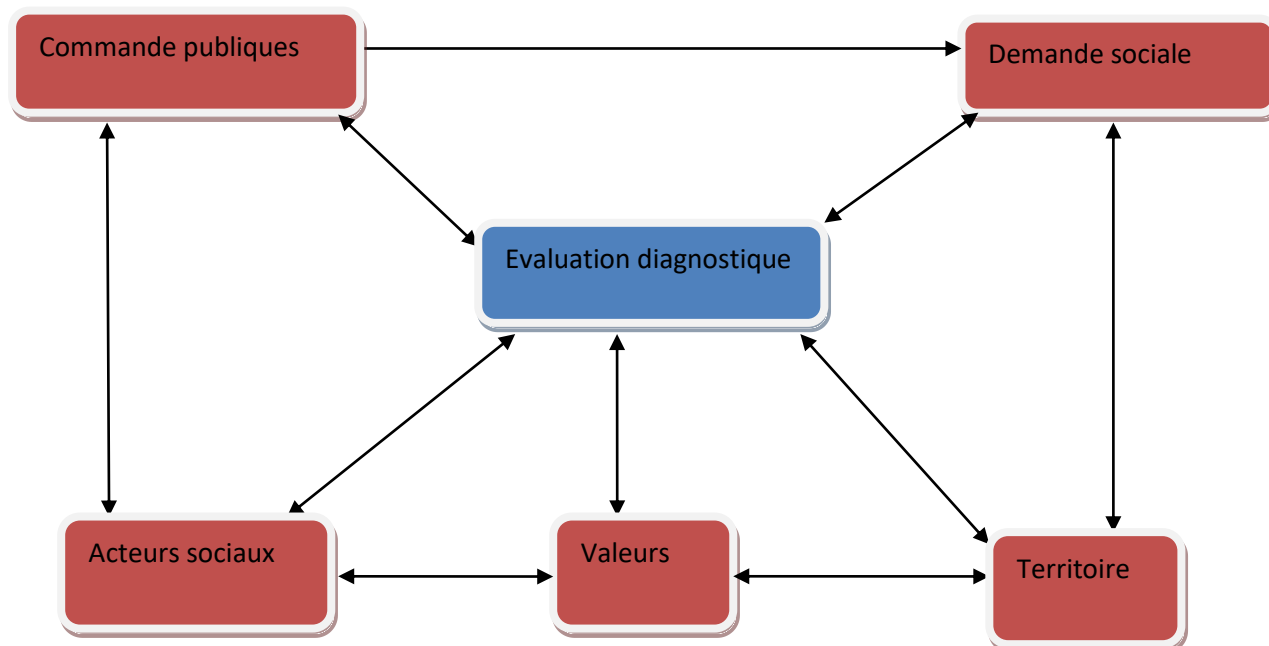 Commande publiques
Demande sociale
Evaluation diagnostique
Acteurs sociaux
Valeurs
Territoire